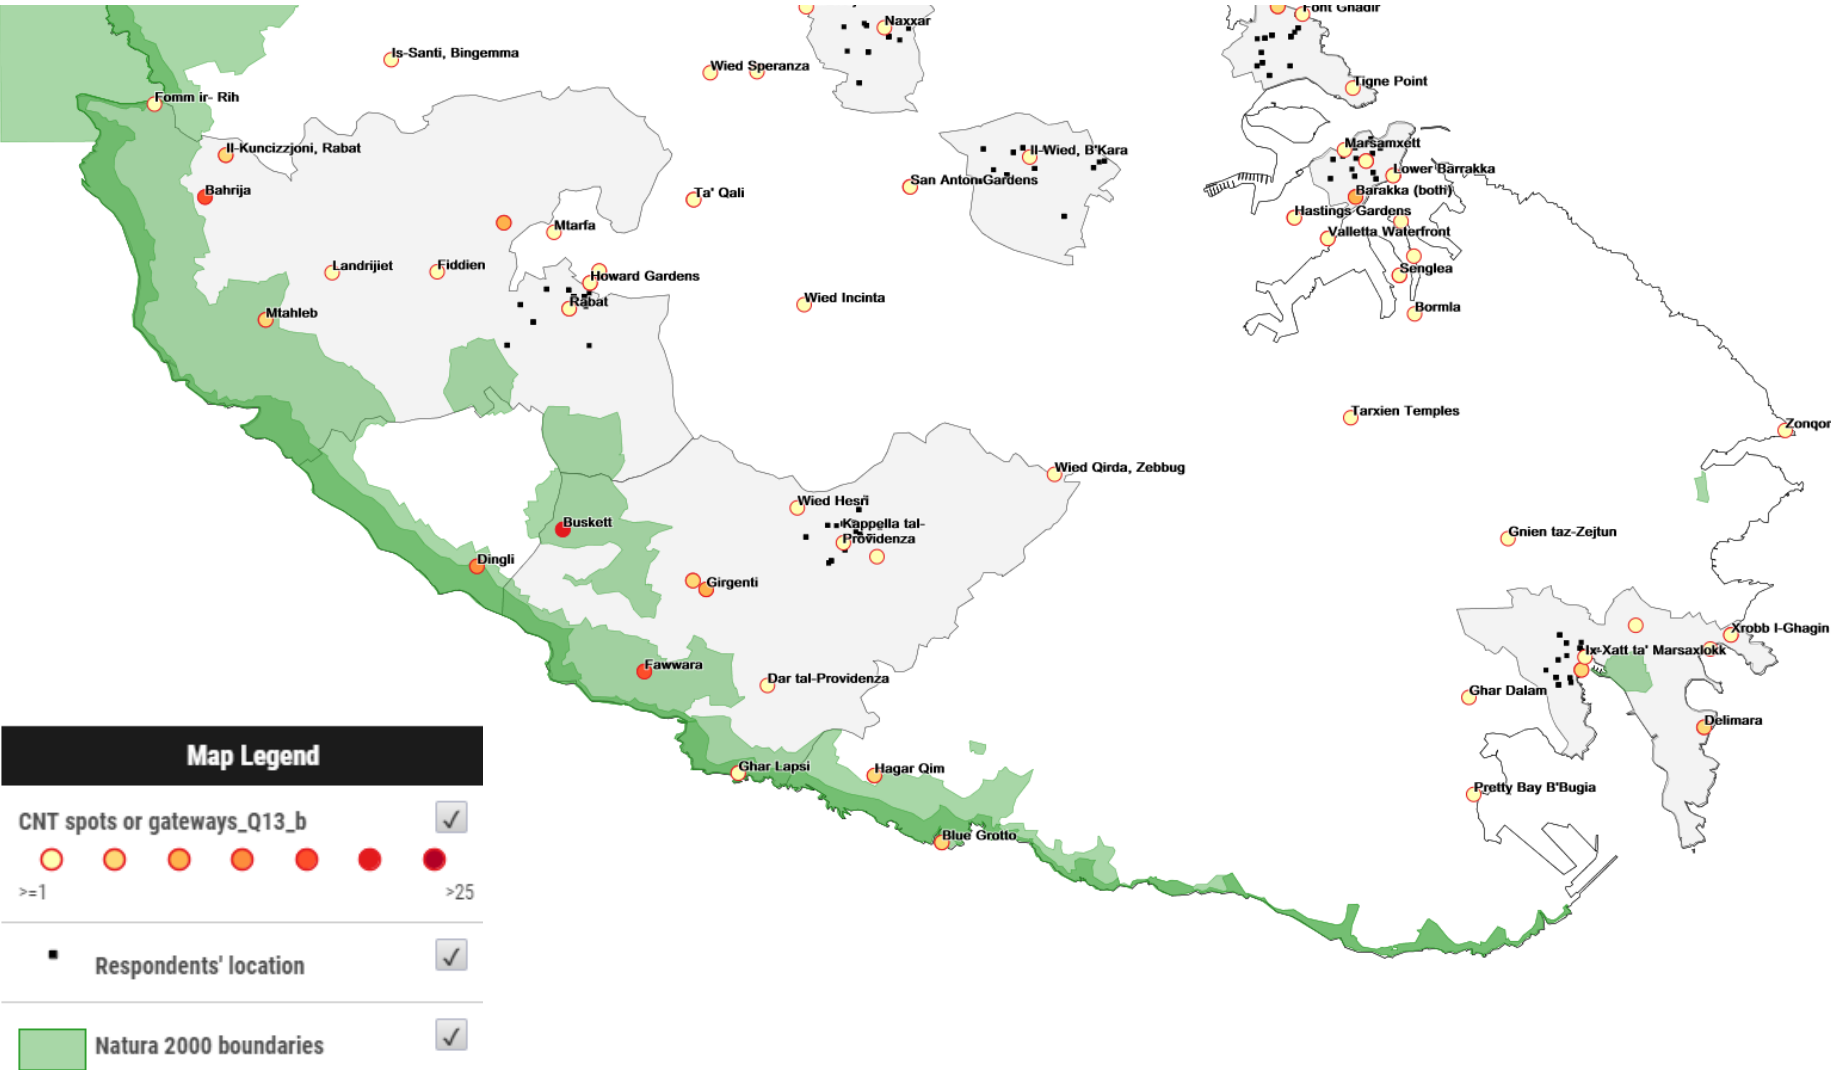 Naxxar
Font Ghadir
Is-Santi, Bingemma
Wied Speranza
Tigne Point
Fomm ir- Rih
Il-Kuncizzjoni, Rabat
Marsamxett
Il-Wied, B'Kara
Lower Barrakka
San Anton Gardens
Bahrija
Ta' Qali
Barakka (both)
Hastings Gardens
Mtarfa
Valletta Waterfront
Landrijiet
Fiddien
Howard Gardens
Senglea
Rabat
Wied Incinta
Bormla
Mtahleb
Tarxien Temples
Zonqor
Wied Qirda, Zebbug
Wied Hesri
Buskett
Kappella tal-
Providenza
Gnien taz-Zejtun
Dingli
Girgenti
Xrobb l-Ghagin
Ix-Xatt ta' Marsaxlokk
Fawwara
Dar tal-Providenza
Ghar Dalam
Delimara
Ghar Lapsi
Hagar Qim
Pretty Bay B'Bugia
Blue Grotto
Map Legend
CNT spots or gateways_Q13_b
>=1
>25
Respondents' location
Natura 2000 boundaries